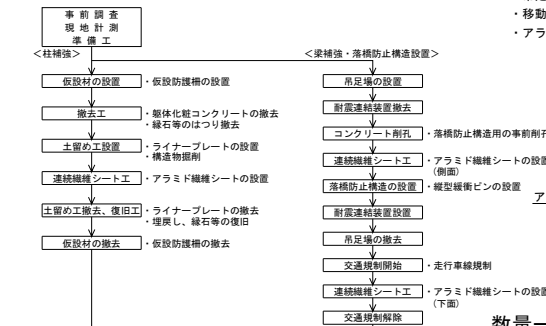 事前調査
現地計測
準備工
<柱補強>
仮設材の設置
・仮設防護柵の設置
撤去工
・躯体化粧コンクリートの撤去
・縁石等のはつり撤去
土留め工設置
・ライナープレートの設置
・構造物掘削
連続繊維シート工
・アラミド繊維シートの設置
土留め工撤去、復旧工
・ライナープレートの撤去
・埋戻し、縁石等の復旧
仮設材の撤去
・仮設防護柵の撤去
<梁補強・落橋防止構造設置>
吊足場の設置
耐震連結装置撤去
コンクリート削孔
・落橋防止構造用の事前削孔
連続繊維シート工
・アラミド繊維シートの設置
(側面)
落橋防止構造の設置
・縦型緩衝ピンの設置
耐震連結装置設置
吊足場の撤去
交通規制開始
・走行車線規制
連続繊維シート工
・アラミド繊維シートの設置
(下面)
交通規制解除
・移動
・アラ
ア
数量